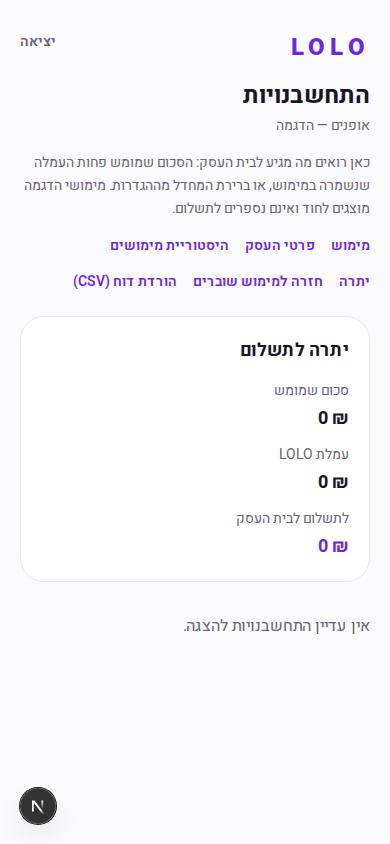 LOLO
יציאה
התחשבנויות
אופנים — הדגמה
כאן רואים מה מגיע לבית העסק: הסכום שמומש פחות העמלה
שנשמרה במימוש, או ברירת המחדל מההגדרות. מימושי הדגמה
מוצגים לחוד ואינם נספרים לתשלום.
מימוש פרטי העסק היסטוריית מימושים
יתרה חזרה למימוש שוברים הורדת דוח (CSV)
יתרה לתשלום
סכום שמומש
0 ₪
עמלת LOLO
0 ₪
לתשלום לבית העסק
0 ₪
אין עדיין התחשבנויות להצגה.
N